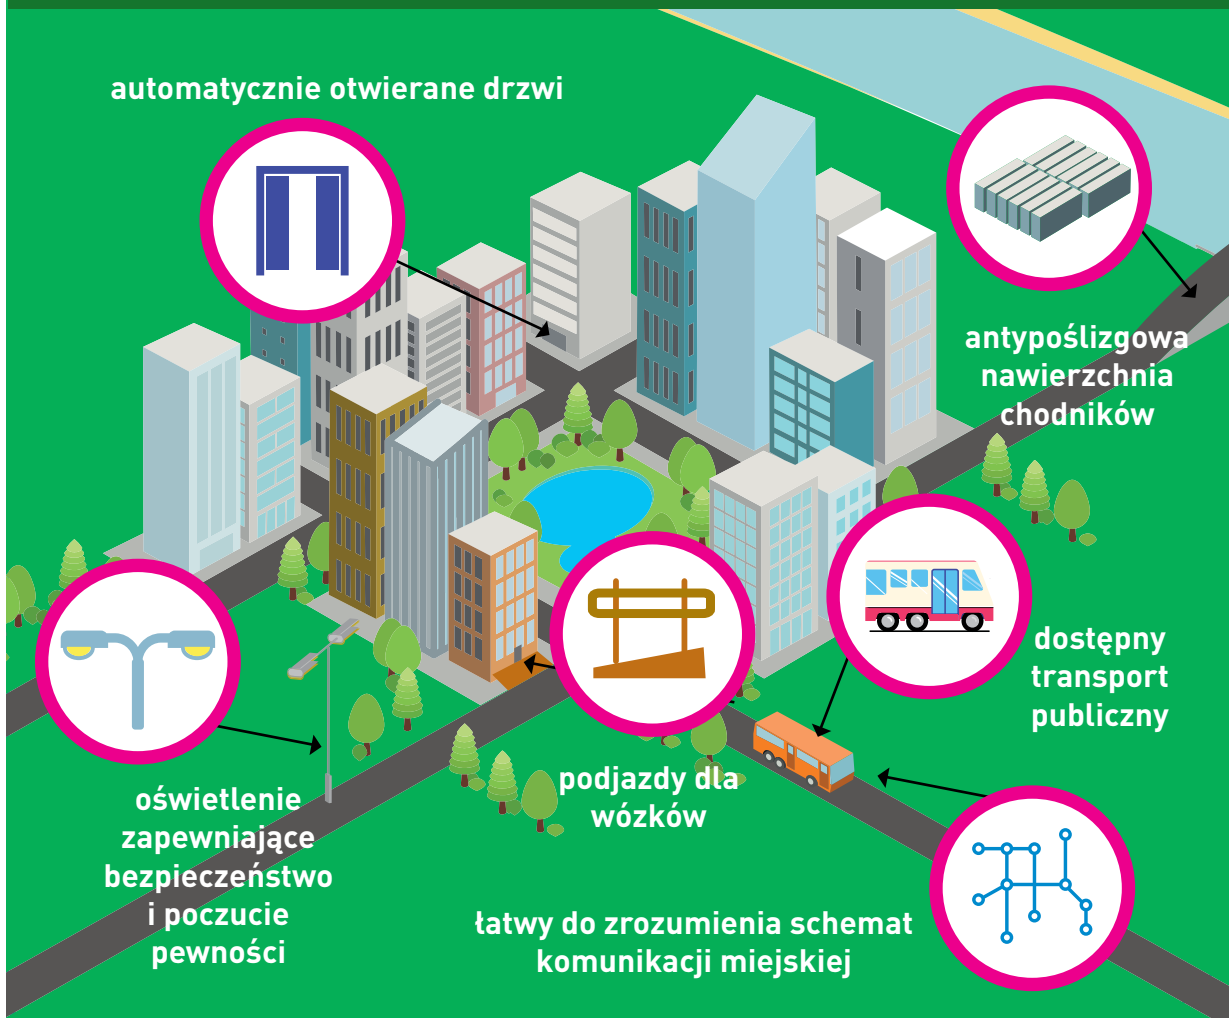 automatycznie otwierane drzwi
antypoślizgowa
nawierzchnia
chodników
dostępny
transport
publiczny
podjazdy dla
wózków
oświetlenie
zapewniające
bezpieczeństwo
i poczucie
pewności
łatwy do zrozumienia schemat
komunikacji miejskiej